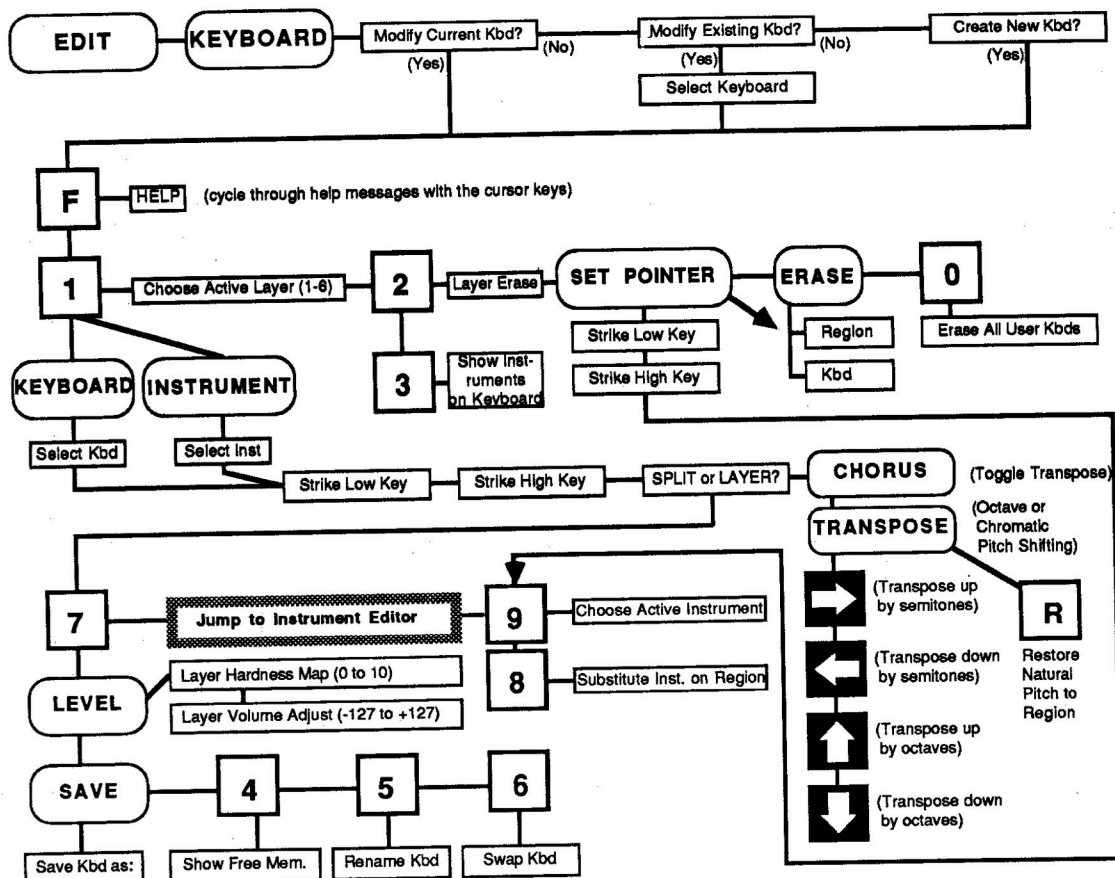 EDIT
KEYBOARD
Modify Current Kbd?
(No)
(Yes)
Modify Existing Kbd?
(No)
(Yes)
Select Keyboard
Create New Kbd?
(Yes)
F
HELP
(cycle through help messages with the cursor keys)
1
Choose Active Layer (1-6)
2
Layer Erase
SET POINTER
ERASE
0
Strike Low Key
Strike High Key
Region
Kbd
Erase All User Kbds
3
Show Inst-
ruments
on Keyboard
KEYBOARD
INSTRUMENT
Select Kbd
Select Inst
Strike Low Key
Strike High Key
SPLIT or LAYER?
CHORUS
(Toggle Transpose)
TRANSPOSE
(Octave or
Chromatic
Pitch Shifting)
7
Jump to Instrument Editor
9
Choose Active Instrument
8
Substitute Inst. on Region
(Transpose up
by semitones)
R
Restore
Natural
Pitch to
Region
(Transpose down
by semitones)
(Transpose up
by octaves)
(Transpose down
by octaves)
LEVEL
Layer Hardness Map (0 to 10)
Layer Volume Adjust (-127 to +127)
SAVE
4
5
6
Save Kbd as:
Show Free Mem.
Rename Kbd
Swap Kbd